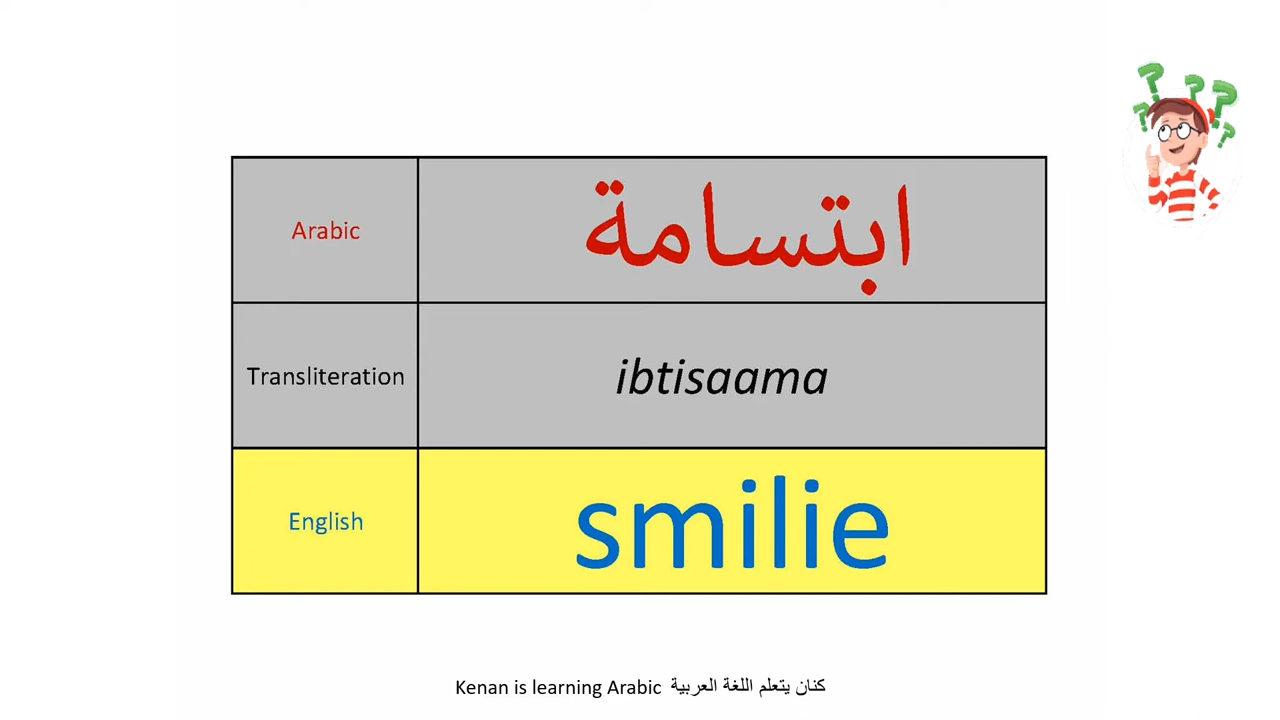 Arabic ابتسامة
Transliteration ibtisaama
English smilie
Kenan is learning Arabic كنان يتعلم اللغة العربية